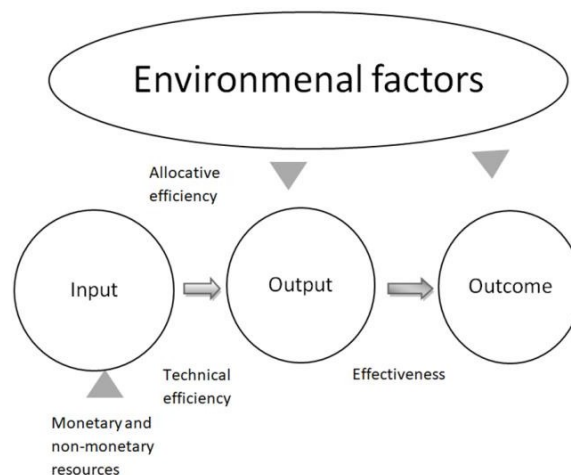 Environmenal factors
Allocative
efficiency
Input
Output
Outcome
Technical
efficiency
Effectiveness
Monetary and
non-monetary
resources